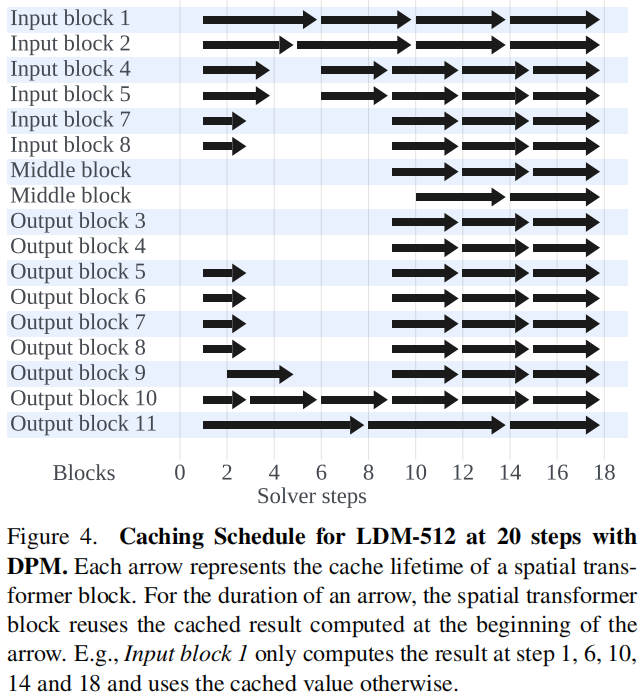 Input block 1
Input block 2
Input block 4
Input block 5
Input block 7
Input block 8
Middle block
Middle block
Output block 3
Output block 4
Output block 5
Output block 6
Output block 7
Output block 8
Output block 9
Output block 10
Output block 11
Blocks 0 2 4 6 8 10 12 14 16 18
Solver steps
Figure 4. Caching Schedule for LDM-512 at 20 steps with
DPM. Each arrow represents the cache lifetime of a spatial trans-
former block. For the duration of an arrow, the spatial transformer
block reuses the cached result computed at the beginning of the
arrow. E.g., Input block 1 only computes the result at step 1, 6, 10,
14 and 18 and uses the cached value otherwise.